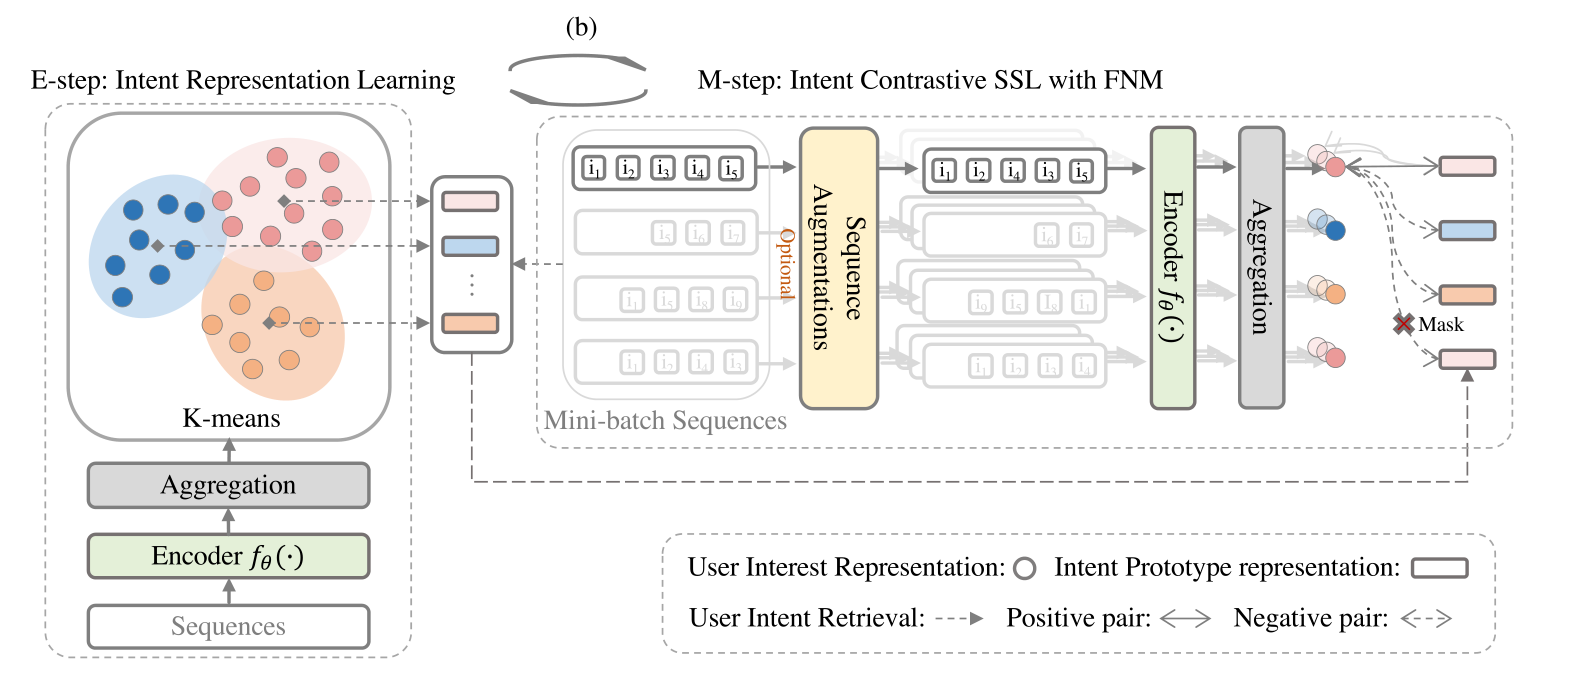 (b)
E-step: Intent Representation Learning
M-step: Intent Contrastive SSL with FNM
i1 i2 i3 i4 i5
i5 i6 i7
i1 i5 i8 i9
i1 i2 i4 i3
Mini-batch Sequences
Optional
Sequence
Augmentations
i1 i2 i4 i3 i5
i6 i7
i9 i5 I8 i1
i1 i2 i3 i4
Encoder fθ(·)
Aggregation
Mask
K-means
Aggregation
Encoder fθ(·)
Sequences
User Interest Representation:
Intent Prototype representation:
User Intent Retrieval:
Positive pair:
Negative pair: